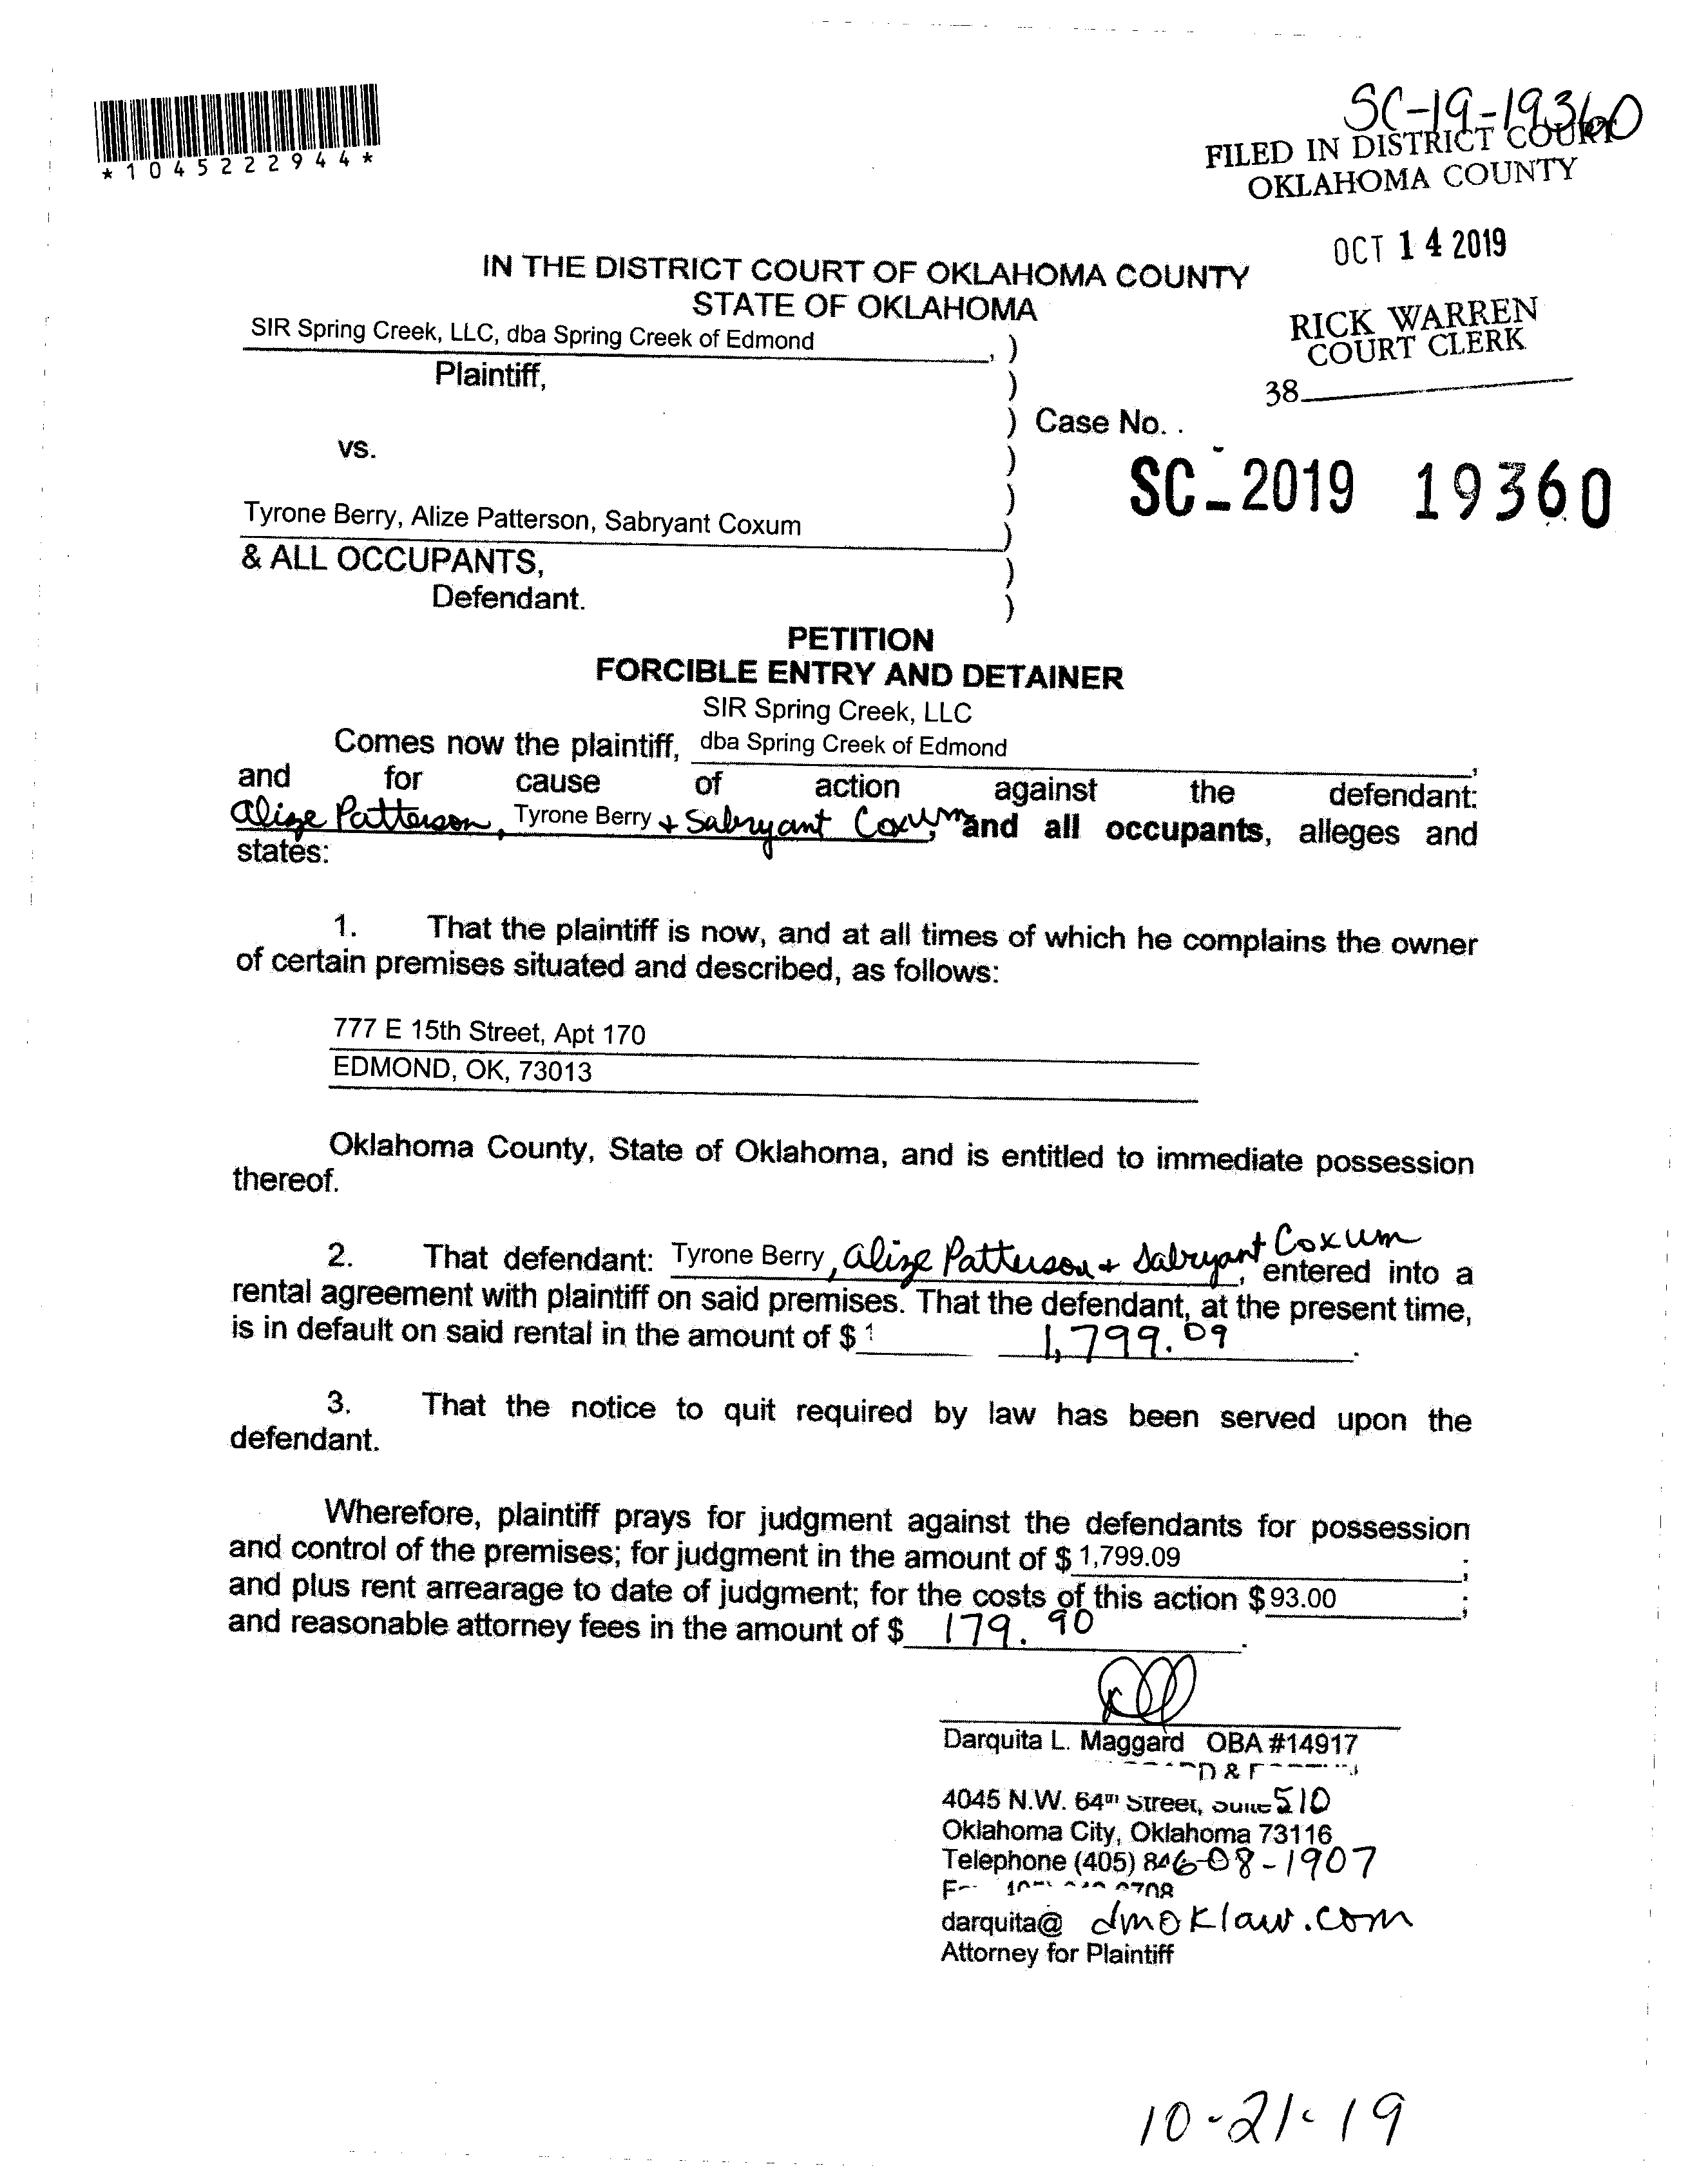 SC-19-19360
*1045222944*
FILED IN DISTRICT COURT
OKLAHOMA COUNTY
OCT 14 2019
RICK WARREN
COURT CLERK
38
IN THE DISTRICT COURT OF OKLAHOMA COUNTY
STATE OF OKLAHOMA
SIR Spring Creek, LLC, dba Spring Creek of Edmond , )
Plaintiff, )
) Case No. .
vs. )
SC-2019 19360
)
Tyrone Berry, Alize Patterson, Sabryant Coxum )
& ALL OCCUPANTS, )
Defendant. )
PETITION
FORCIBLE ENTRY AND DETAINER
SIR Spring Creek, LLC
Comes now the plaintiff, dba Spring Creek of Edmond ,
and for cause of action against the defendant:
Alize Patterson, Tyrone Berry + Sabryant Coxum, and all occupants, alleges and
states:
1. That the plaintiff is now, and at all times of which he complains the owner
of certain premises situated and described, as follows:
777 E 15th Street, Apt 170
EDMOND, OK, 73013
Oklahoma County, State of Oklahoma, and is entitled to immediate possession
thereof.
2. That defendant: Tyrone Berry, Alize Patterson + Sabryant Coxum, entered into a
rental agreement with plaintiff on said premises. That the defendant, at the present time,
is in default on said rental in the amount of $ 1 1,799.09.
3. That the notice to quit required by law has been served upon the
defendant.
Wherefore, plaintiff prays for judgment against the defendants for possession
and control of the premises; for judgment in the amount of $ 1,799.09 ;
and plus rent arrearage to date of judgment; for the costs of this action $ 93.00 ;
and reasonable attorney fees in the amount of $ 179.90.
Darquita L. Maggard OBA #14917
D &
4045 N.W. 64th Street, Suite 510
Oklahoma City, Oklahoma 73116
Telephone (405) 608-1907
darquita@ dmoklaw.com
Attorney for Plaintiff
10-21-19